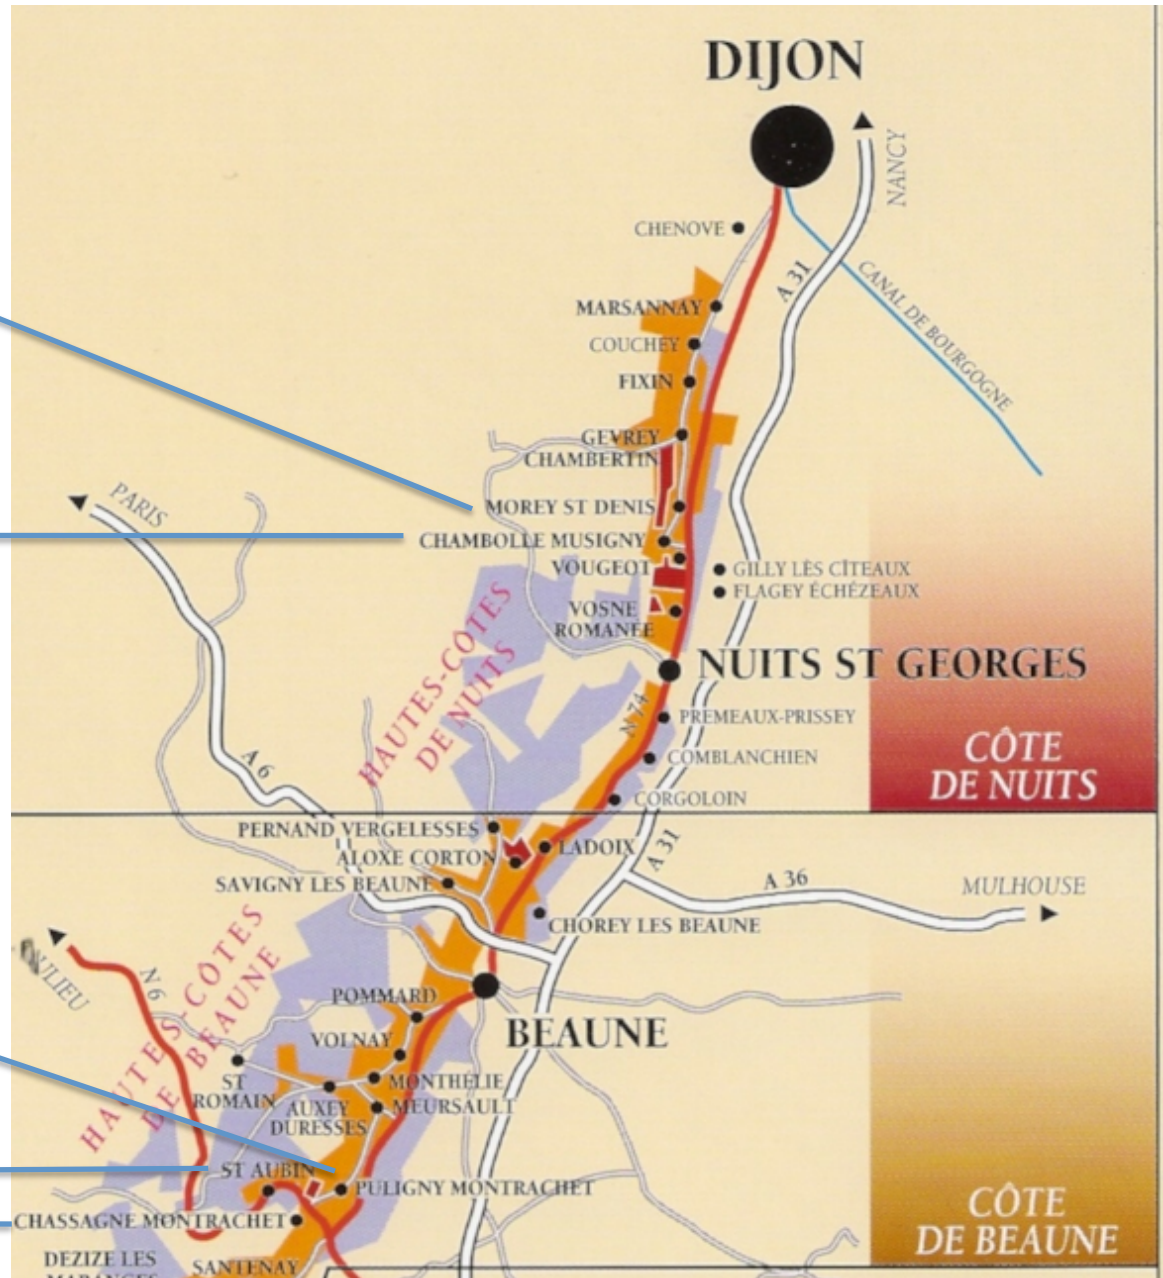 DIJON
NANCY
CHENOVE
A 31
CANAL DE BOURGOGNE
MARSANNAY
COUCHEY
FIXIN
GEVREY
CHAMBERTIN
PARIS
MOREY ST DENIS
CHAMBOLLE MUSIGNY
VOUGEOT
GILLY LÈS CÎTEAUX
FLAGEY ÉCHÉZEAUX
VOSNE
ROMANEE
HAUTES-CÔTES
DE NUITS
NUITS ST GEORGES
N 74
PREMEAUX-PRISSEY
A 6
COMBLANCHIEN
CÔTE
DE NUITS
CORGOLOIN
PERNAND VERGELESSES
LADOIX
A 31
ALOXE CORTON
SAVIGNY LES BEAUNE
A 36
MULHOUSE
CHOREY LES BEAUNE
HAUTES-CÔTES
DE BEAUNE
N 6
POMMARD
BEAUNE
VOLNAY
ST
ROMAIN
MONTHÉLIE
AUXEY
DURESSES
MEURSAULT
ST AUBIN
PULIGNY MONTRACHET
CHASSAGNE MONTRACHET
CÔTE
DE BEAUNE
DEZIZE LES
SANTENAY